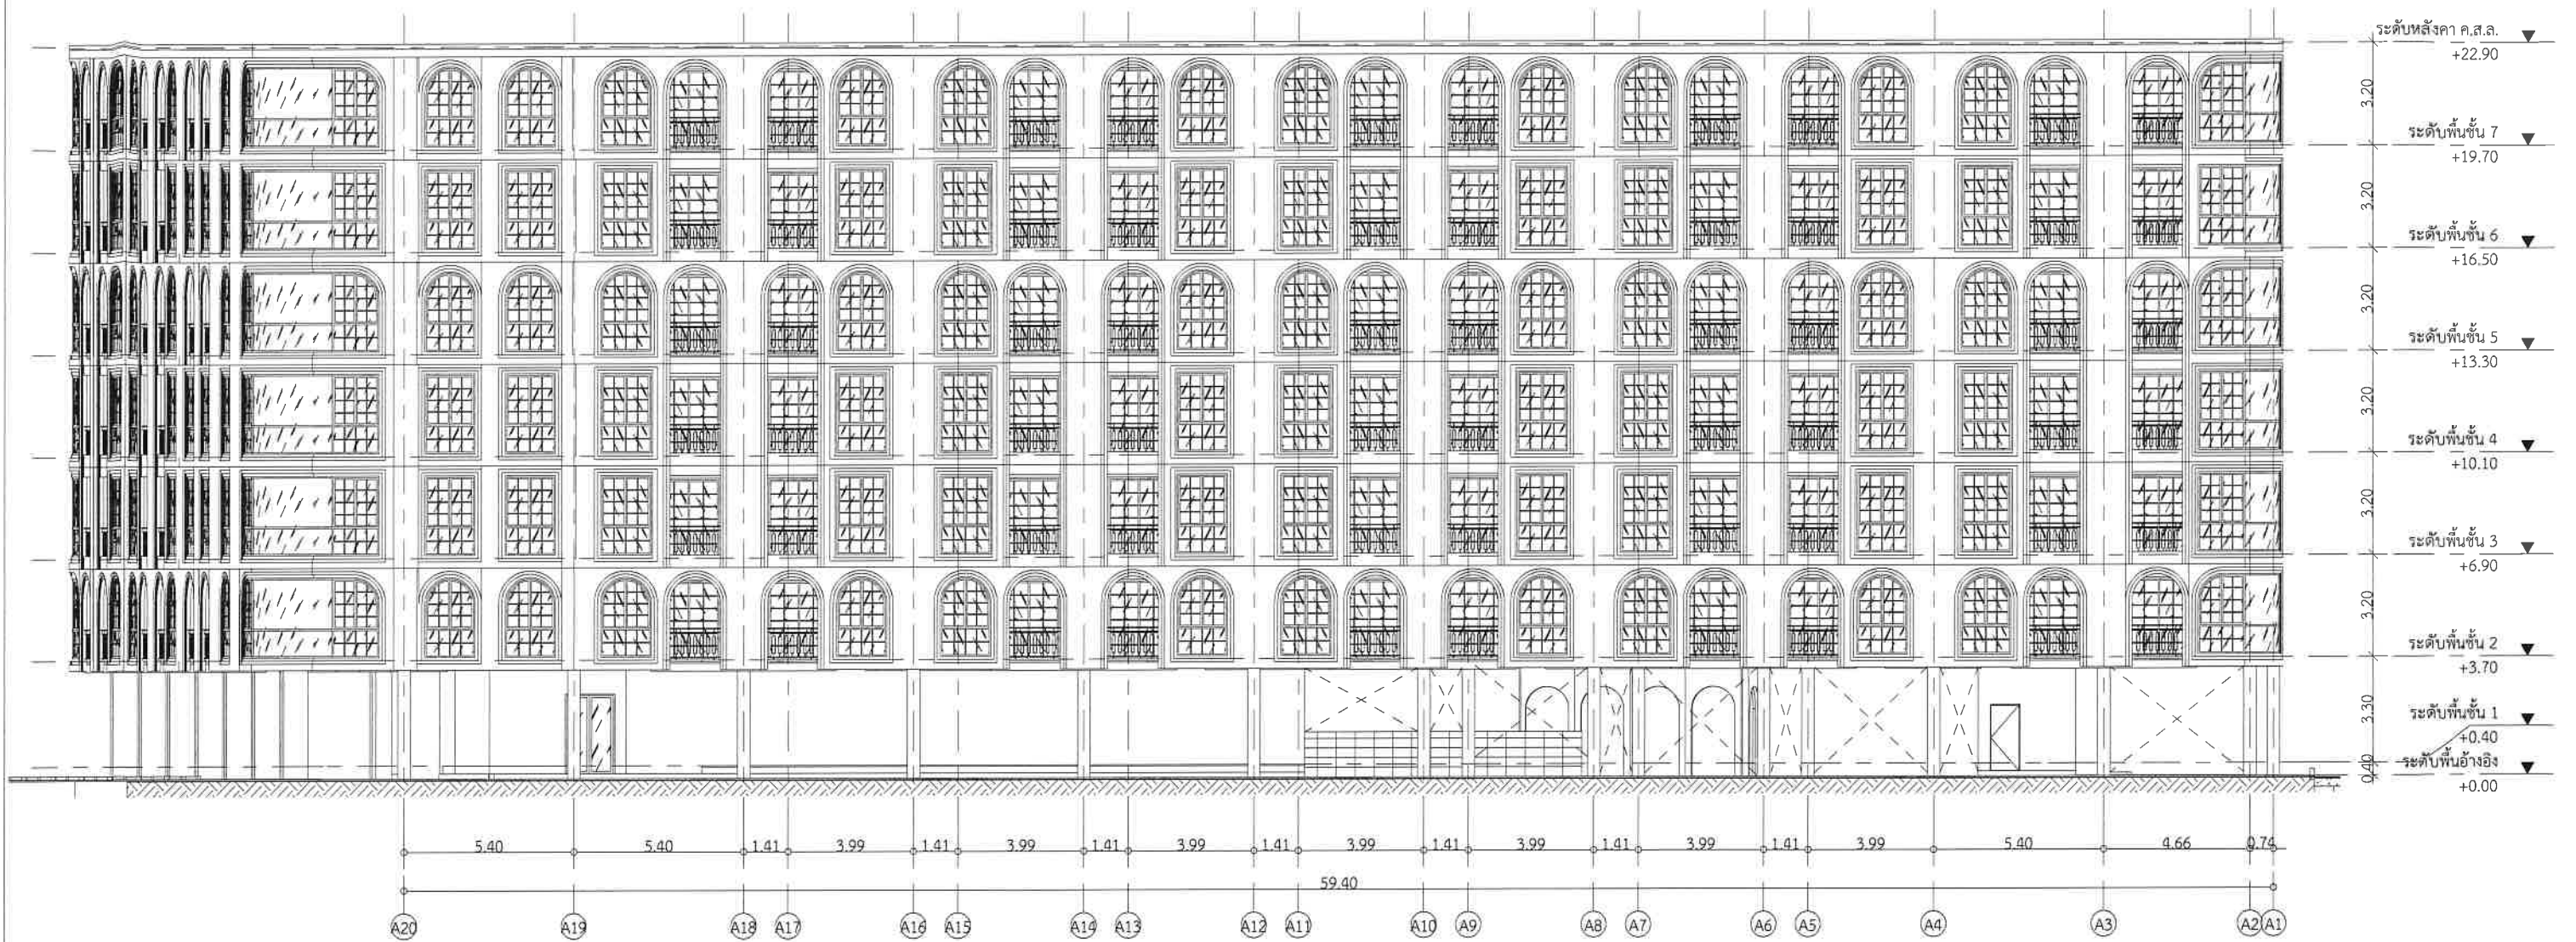 ระดับหลังคา ค.ส.ล.
+22.90
3.20
ระดับพื้นชั้น 7
+19.70
3.20
ระดับพื้นชั้น 6
+16.50
3.20
ระดับพื้นชั้น 5
+13.30
3.20
ระดับพื้นชั้น 4
+10.10
3.20
ระดับพื้นชั้น 3
+6.90
3.20
ระดับพื้นชั้น 2
+3.70
3.30
ระดับพื้นชั้น 1
+0.40
0.40
ระดับพื้นอ้างอิง
+0.00
5.40 5.40 1.41 3.99 1.41 3.99 1.41 3.99 1.41 3.99 1.41 3.99 1.41 3.99 1.41 3.99 5.40 4.66 0.74
59.40
A20 A19 A18 A17 A16 A15 A14 A13 A12 A11 A10 A9 A8 A7 A6 A5 A4 A3 A2 A1